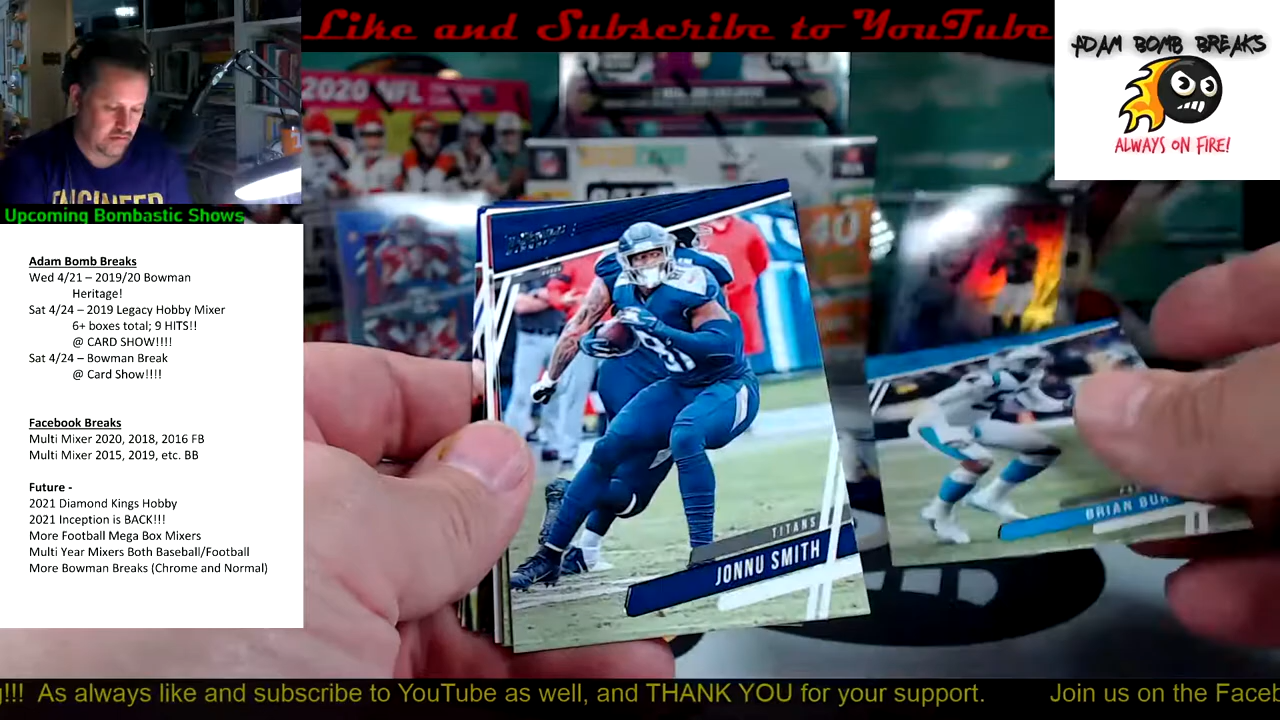 Like and Subscribe to YouTube
ADAM BOMB BREAKS
ALWAYS ON FIRE!
2020 NFL
ENGINEER
Upcoming Bombastic Shows
Adam Bomb Breaks
Wed 4/21 – 2019/20 Bowman
Heritage!
Sat 4/24 – 2019 Legacy Hobby Mixer
6+ boxes total; 9 HITS!!
@ CARD SHOW!!!!
Sat 4/24 – Bowman Break
@ Card Show!!!!
Facebook Breaks
Multi Mixer 2020, 2018, 2016 FB
Multi Mixer 2015, 2019, etc. BB
Future -
2021 Diamond Kings Hobby
2021 Inception is BACK!!!
More Football Mega Box Mixers
Multi Year Mixers Both Baseball/Football
More Bowman Breaks (Chrome and Normal)
40
TITANS
JONNU SMITH
BRIAN BUR
g!!! As always like and subscribe to YouTube as well, and THANK YOU for your support. Join us on the Faceb